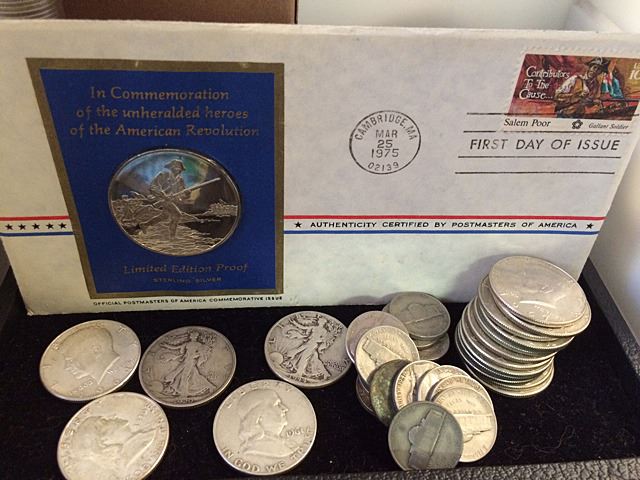 In Commemoration
of the unheralded heroes
of the American Revolution
Limited Edition Proof
STERLING SILVER
OFFICIAL POSTMASTERS OF AMERICA COMMEMORATIVE ISSUE
CAMBRIDGE, MA
MAR
25
1975
02139
Contributors
To The
Cause...
Salem Poor Gallant Soldier
FIRST DAY OF ISSUE
AUTHENTICITY CERTIFIED BY POSTMASTERS OF AMERICA
IN GOD WE